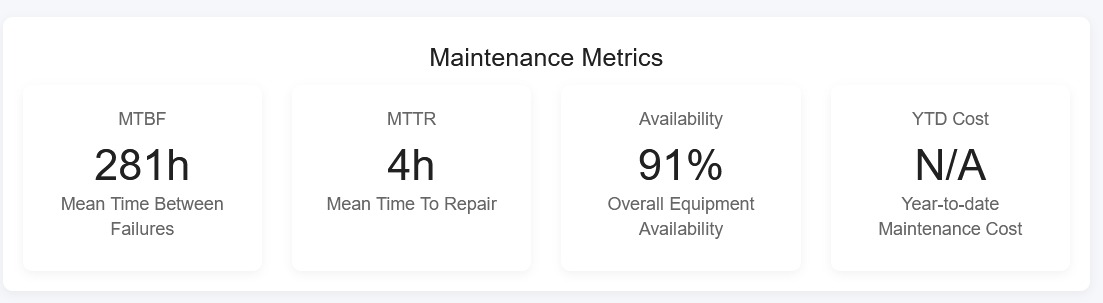 Maintenance Metrics
MTBF
281h
Mean Time Between
Failures
MTTR
4h
Mean Time To Repair
Availability
91%
Overall Equipment
Availability
YTD Cost
N/A
Year-to-date
Maintenance Cost